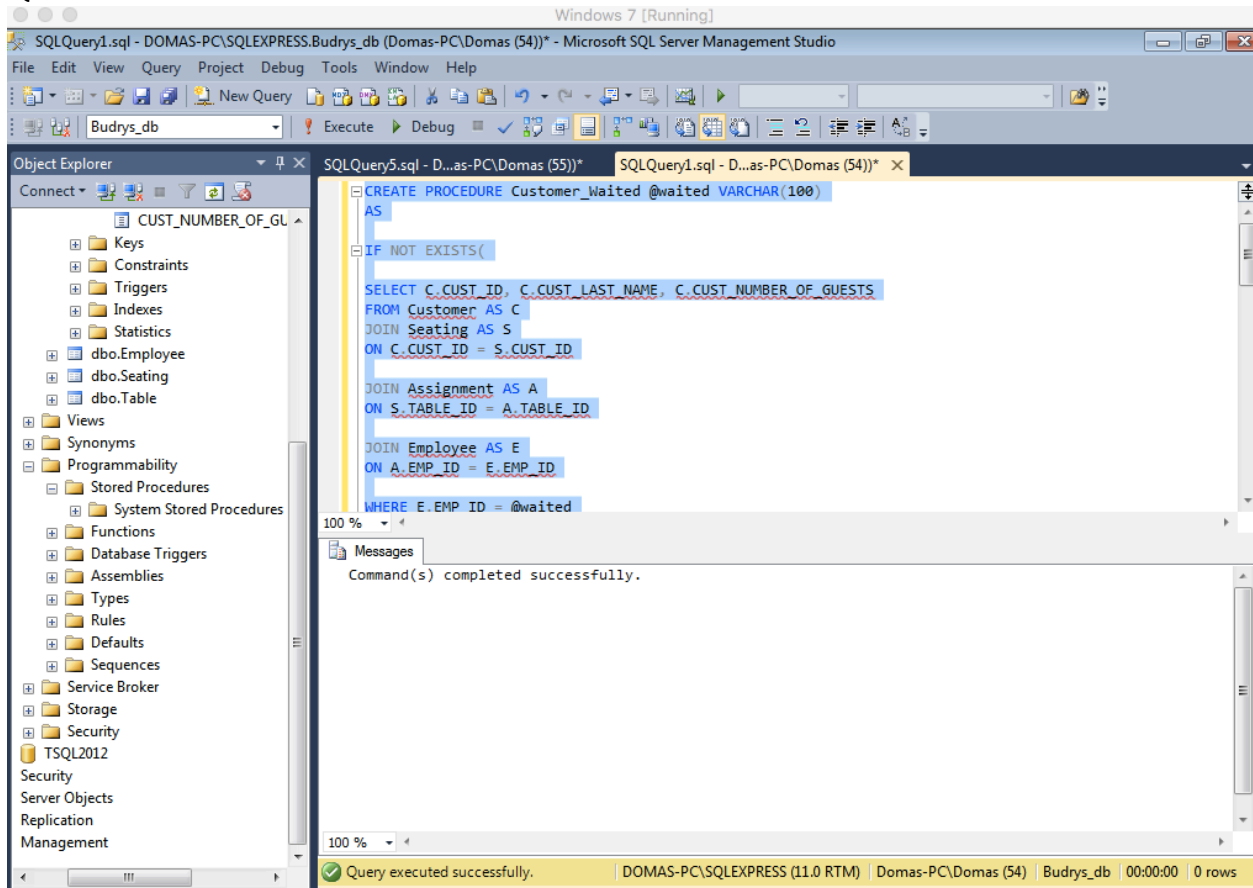 Windows 7 [Running]
SQLQuery1.sql - DOMAS-PC\SQLEXPRESS.Budrys_db (Domas-PC\Domas (54))* - Microsoft SQL Server Management Studio
File Edit View Query Project Debug Tools Window Help
New Query
Budrys_db
Execute Debug
Object Explorer
Connect
CUST_NUMBER_OF_GU
Keys
Constraints
Triggers
Indexes
Statistics
dbo.Employee
dbo.Seating
dbo.Table
Views
Synonyms
Programmability
Stored Procedures
System Stored Procedures
Functions
Database Triggers
Assemblies
Types
Rules
Defaults
Sequences
Service Broker
Storage
Security
TSQL2012
Security
Server Objects
Replication
Management
SQLQuery5.sql - D...as-PC\Domas (55))*
SQLQuery1.sql - D...as-PC\Domas (54))*
CREATE PROCEDURE Customer_Waited @waited VARCHAR(100)
AS
IF NOT EXISTS(
SELECT C.CUST_ID, C.CUST_LAST_NAME, C.CUST_NUMBER_OF_GUESTS
FROM Customer AS C
JOIN Seating AS S
ON C.CUST_ID = S.CUST_ID
JOIN Assignment AS A
ON S.TABLE_ID = A.TABLE_ID
JOIN Employee AS E
ON A.EMP_ID = E.EMP_ID
WHERE E.EMP_ID = @waited
100 %
Messages
Command(s) completed successfully.
100 %
Query executed successfully.
DOMAS-PC\SQLEXPRESS (11.0 RTM) Domas-PC\Domas (54) Budrys_db 00:00:00 0 rows